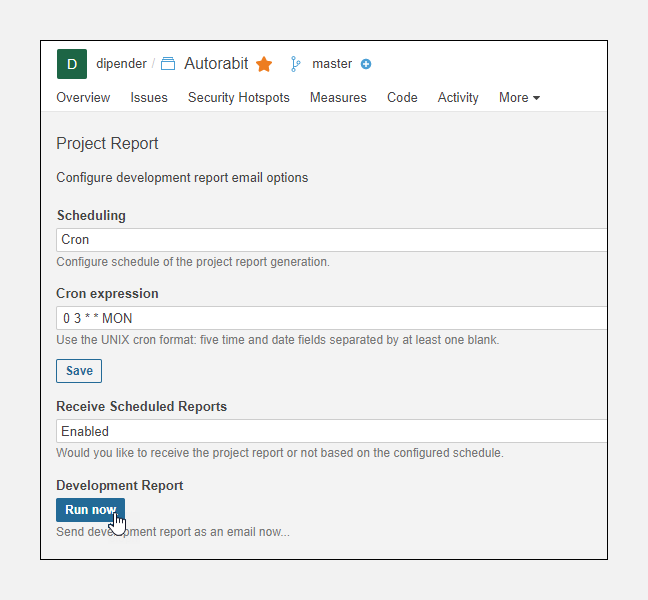 D dipender / Autorabit master
Overview Issues Security Hotspots Measures Code Activity More
Project Report
Configure development report email options
Scheduling
Cron
Configure schedule of the project report generation.
Cron expression
0 3 * * MON
Use the UNIX cron format: five time and date fields separated by at least one blank.
Save
Receive Scheduled Reports
Enabled
Would you like to receive the project report or not based on the configured schedule.
Development Report
Run now
Send development report as an email now...